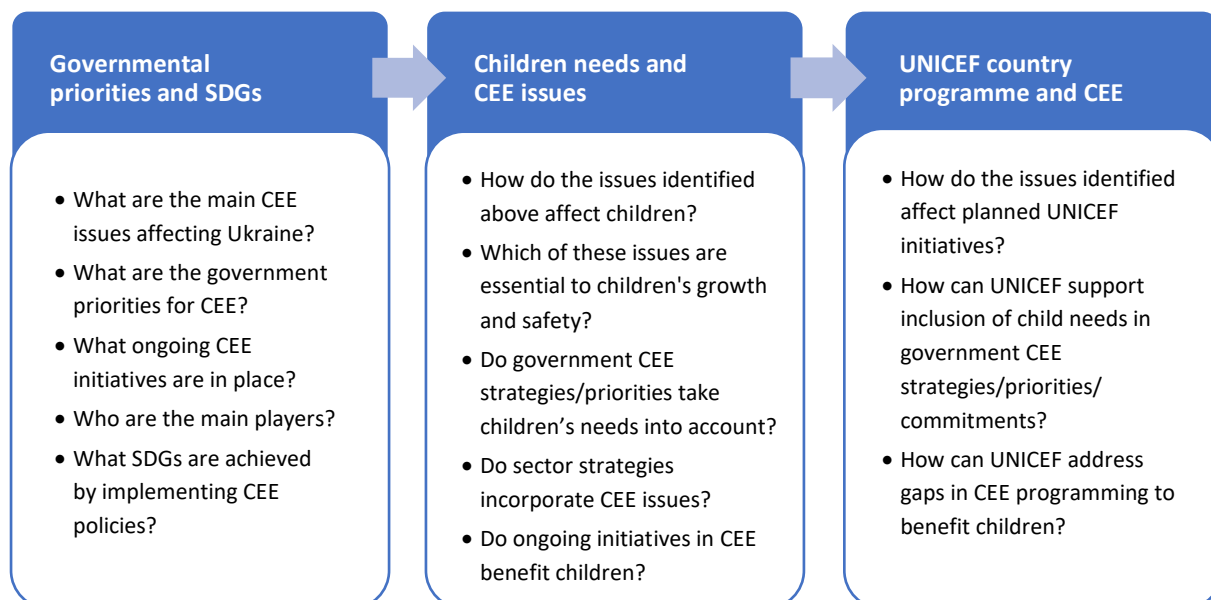 Governmental
priorities and SDGs
• What are the main CEE
issues affecting Ukraine?
• What are the government
priorities for CEE?
• What ongoing CEE
initiatives are in place?
• Who are the main players?
• What SDGs are achieved
by implementing CEE
policies?
Children needs and
CEE issues
• How do the issues identified
above affect children?
• Which of these issues are
essential to children's growth
and safety?
• Do government CEE
strategies/priorities take
children’s needs into account?
• Do sector strategies
incorporate CEE issues?
• Do ongoing initiatives in CEE
benefit children?
UNICEF country
programme and CEE
• How do the issues identified
affect planned UNICEF
initiatives?
• How can UNICEF support
inclusion of child needs in
government CEE
strategies/priorities/
commitments?
• How can UNICEF address
gaps in CEE programming to
benefit children?